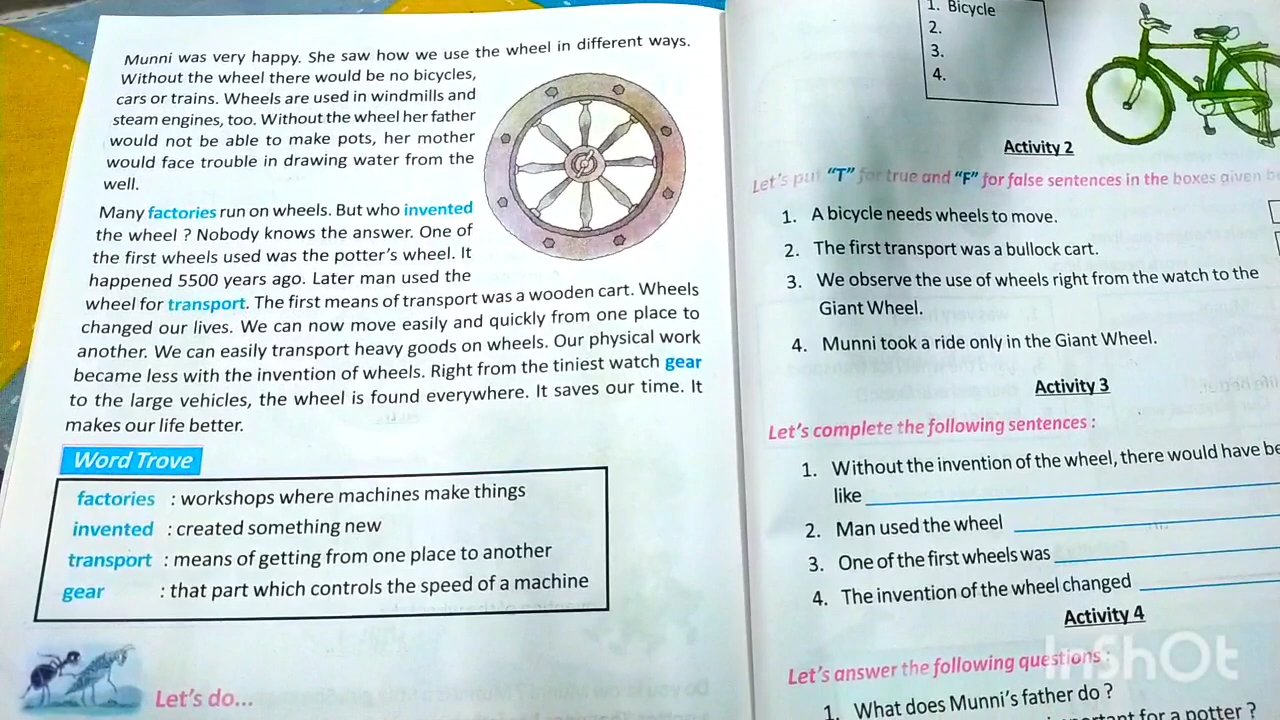 Munni was very happy. She saw how we use the wheel in different ways.
Without the wheel there would be no bicycles,
cars or trains. Wheels are used in windmills and
steam engines, too. Without the wheel her father
would not be able to make pots, her mother
would face trouble in drawing water from the
well.
Many factories run on wheels. But who invented
the wheel ? Nobody knows the answer. One of
the first wheels used was the potter's wheel. It
happened 5500 years ago. Later man used the
wheel for transport. The first means of transport was a wooden cart. Wheels
changed our lives. We can now move easily and quickly from one place to
another. We can easily transport heavy goods on wheels. Our physical work
became less with the invention of wheels. Right from the tiniest watch gear
to the large vehicles, the wheel is found everywhere. It saves our time. It
makes our life better.
Word Trove
factories : workshops where machines make things
invented : created something new
transport : means of getting from one place to another
gear : that part which controls the speed of a machine
Let's do...
1. Bicycle
2.
3.
4.
Activity 2
Let's put "T" for true and "F" for false sentences in the boxes given
1. A bicycle needs wheels to move.
2. The first transport was a bullock cart.
3. We observe the use of wheels right from the watch to the
Giant Wheel.
4. Munni took a ride only in the Giant Wheel.
Activity 3
Let's complete the following sentences :
1. Without the invention of the wheel, there would have
like
2. Man used the wheel
3. One of the first wheels was
4. The invention of the wheel changed
Activity 4
Let's answer the following questions :
1. What does Munni's father do ?
for a potter ?
InShOt